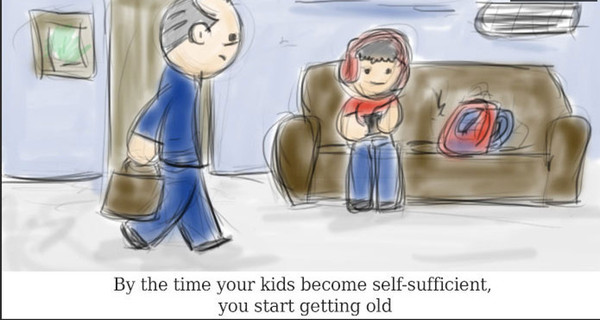 By the time your kids become self-sufficient,
you start getting old